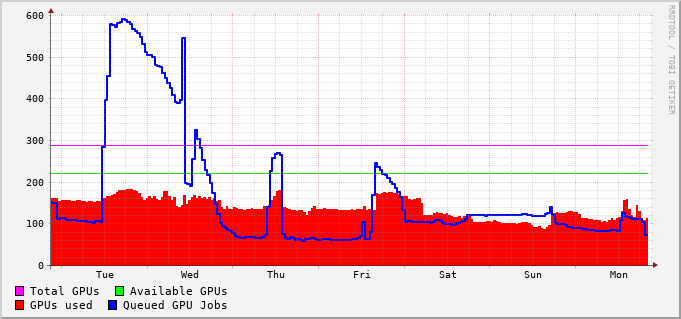 600
500
400
300
200
100
0
Tue Wed Thu Fri Sat Sun Mon
Total GPUs Available GPUs
GPUs used Queued GPU Jobs
RRDTOOL / TOBI OETIKER